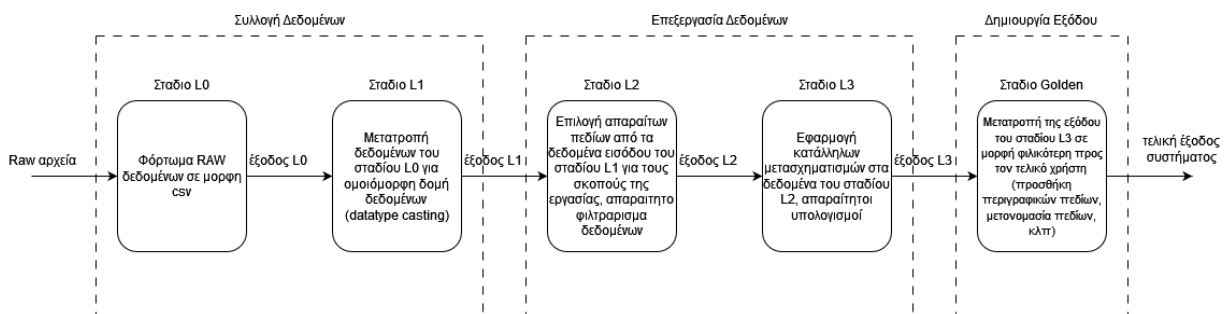 Συλλογή Δεδομένων
Επεξεργασία Δεδομένων
Δημιουργία Εξόδου
Σταδιο L0
Σταδιο L1
Σταδιο L2
Σταδιο L3
Σταδιο Golden
Raw αρχεία
Φόρτωμα RAW
δεδομένων σε μορφη
csv
έξοδος L0
Μετατροπή
δεδομένων του
σταδίου L0 για
ομοιόμορφη δομή
δεδομένων
(datatype casting)
έξοδος L1
Επιλογή απαραίτων
πεδίων από τα
δεδομένα εισόδου του
σταδίου L1 για τους
σκοπούς της
εργασίας, απαραιτητο
φιλτραρισμα
δεδομένων
έξοδος L2
Εφαρμογή
κατάλληλων
μετασχηματισμών στα
δεδομένα του σταδίου
L2, απαραίτητοι
υπολογισμοί
έξοδος L3
Μετατροπή της εξόδου
του σταδίου L3 σε
μορφή φιλικότερη προς
τον τελικό χρήστη
(προσθήκη
περιγραφικών πεδίων,
μετονομασία πεδίων,
κλπ)
τελική έξοδος
συστήματος